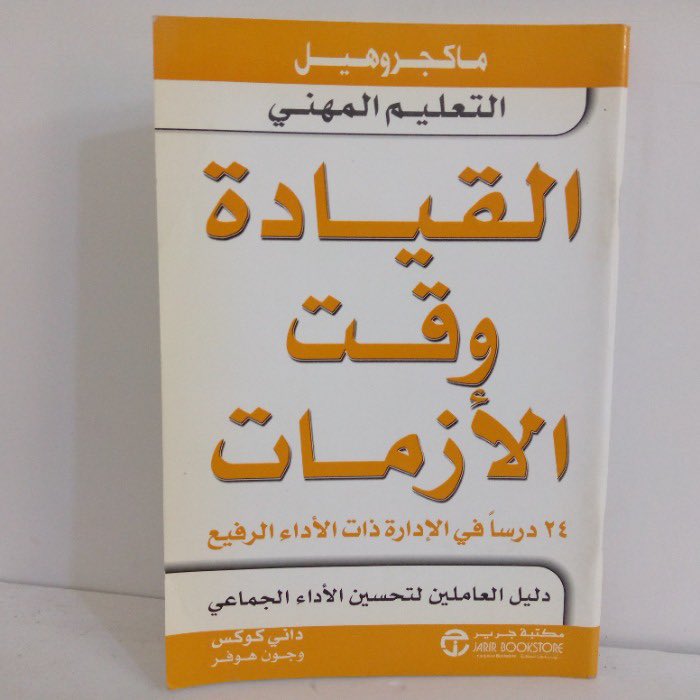 ماكجروهيل
التعليم المهني
القيادة
وقت
الأزمات
٢٤ درساً في الإدارة ذات الأداء الرفيع
دليل العاملين لتحسين الأداء الجماعي
داني كوكس
وجون هوفر
مكتبة جرير
JARIR BOOKSTORE